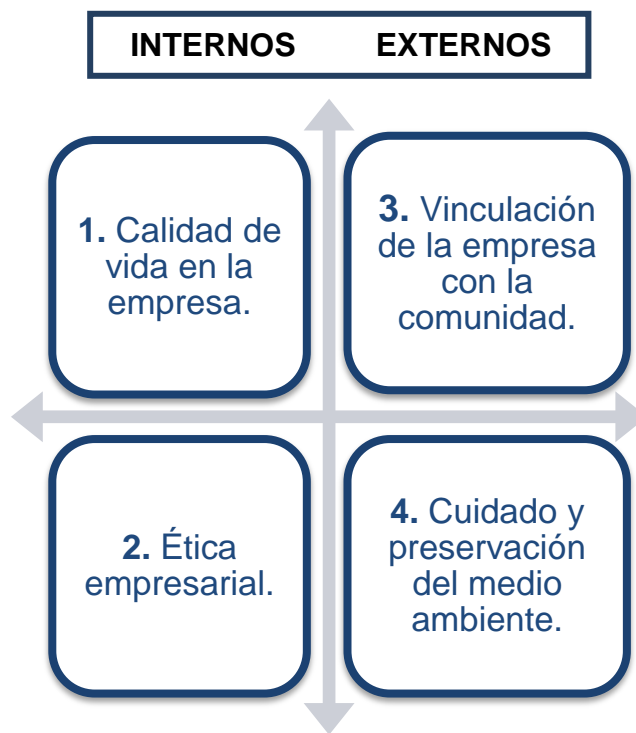 INTERNOS EXTERNOS
1. Calidad de
vida en la
empresa.
3. Vinculación
de la empresa
con la
comunidad.
2. Ética
empresarial.
4. Cuidado y
preservación
del medio
ambiente.